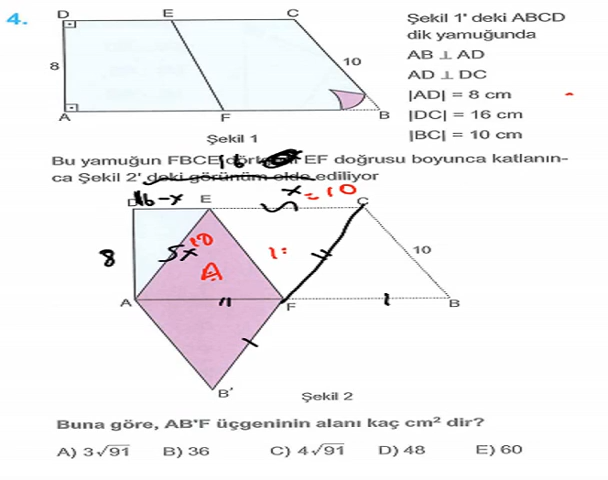 4.
D E C
8
10
A F B
Şekil 1
Şekil 1' deki ABCD
dik yamuğunda
AB ⊥ AD
AD ⊥ DC
|AD| = 8 cm
|DC| = 16 cm
|BC| = 10 cm
Bu yamuğun FBCE EF doğrusu boyunca katlanın-
ca Şekil 2' deki görünüm elde ediliyor
16
16-x E x = 10 C
8 5x 10 10
A
A F B
B'
Şekil 2
Buna göre, AB'F üçgeninin alanı kaç cm² dir?
A) 3√91 B) 36 C) 4√91 D) 48 E) 60